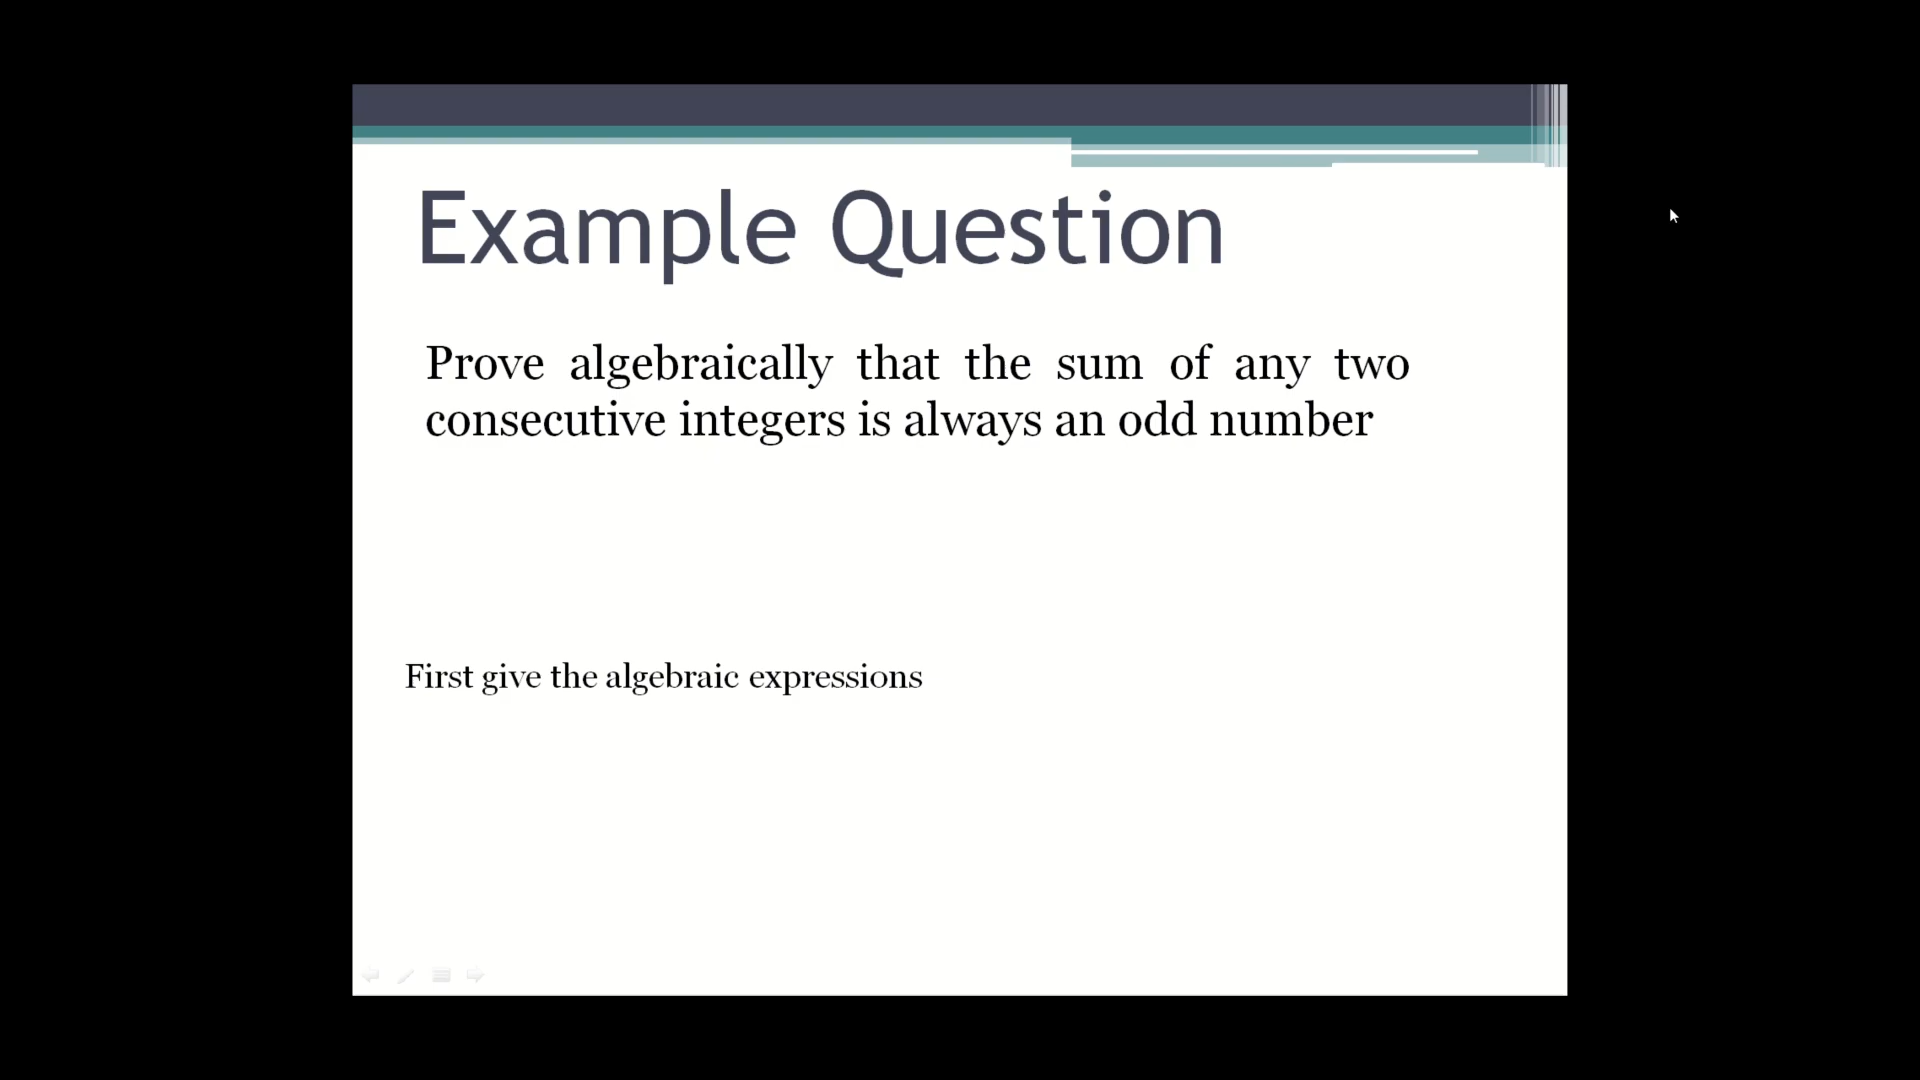 Example Question
Prove algebraically that the sum of any two
consecutive integers is always an odd number
First give the algebraic expressions